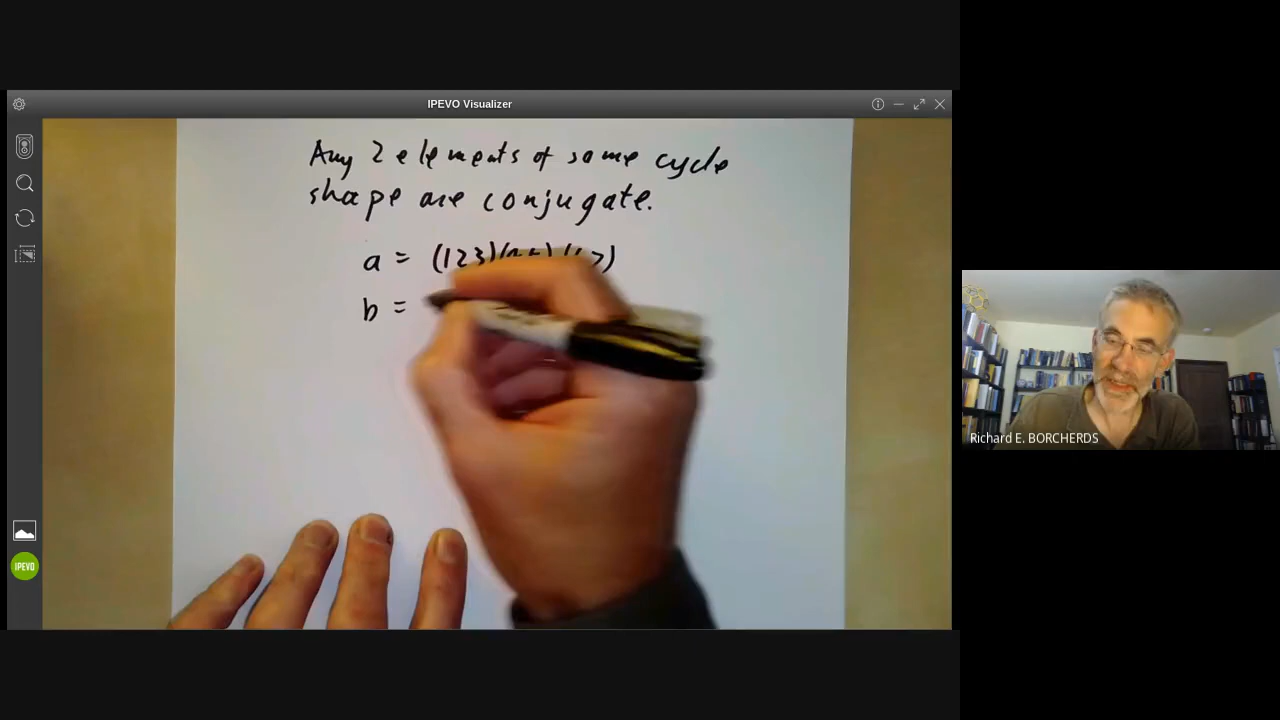 IPEVO Visualizer
Any 2 elements of same cycle
shape are conjugate.
a = (123)
b =
IPEVO
Richard E. BORCHERDS